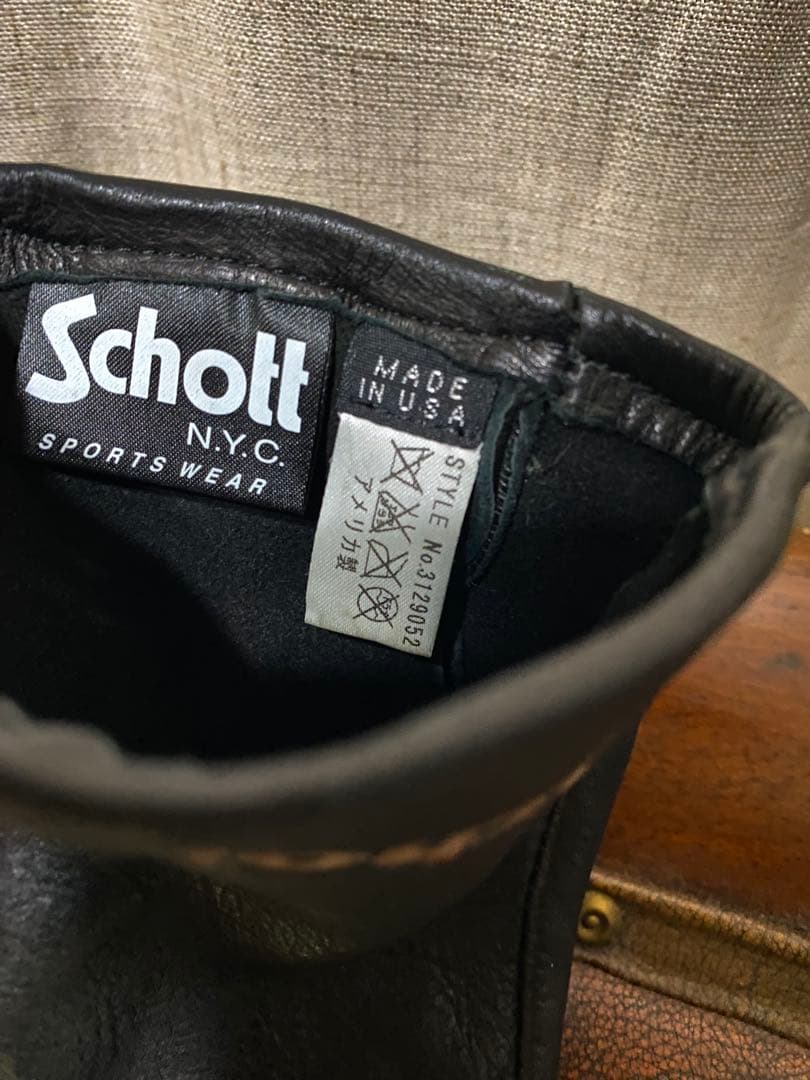 Schott
N.Y.C.
SPORTS WEAR
MADE
IN USA
STYLE No.3129052
アメリカ製